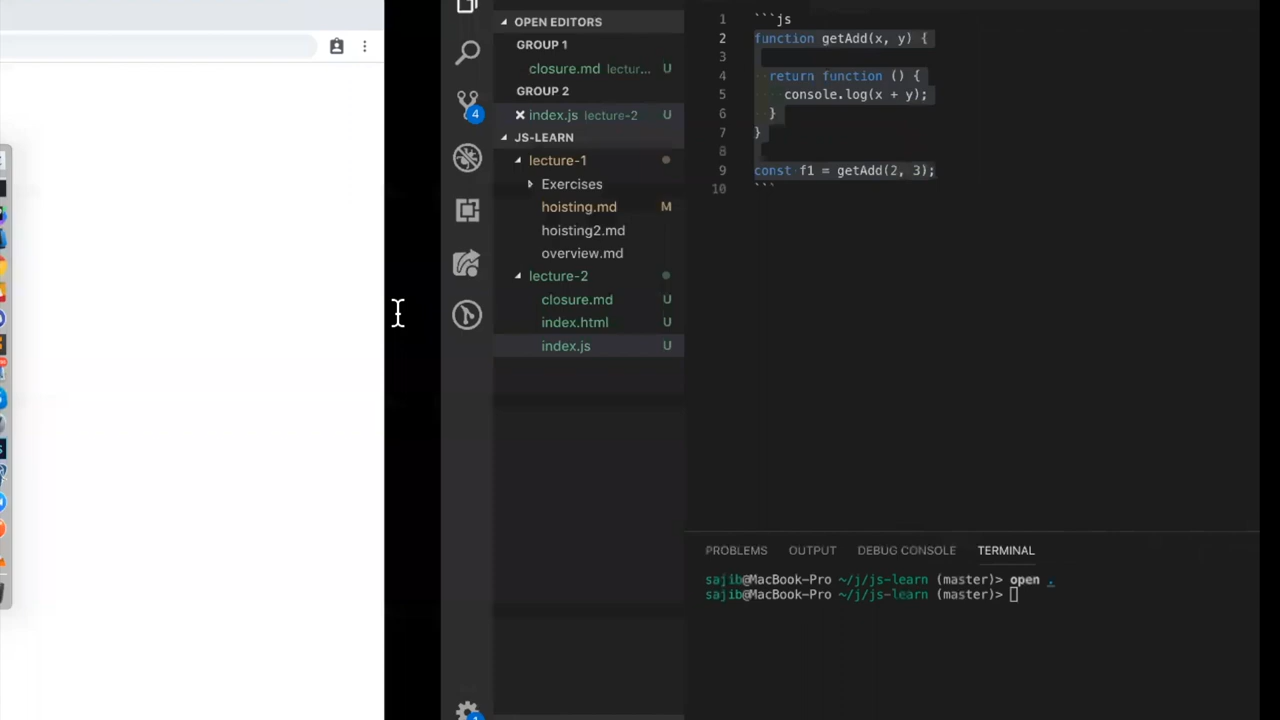 OPEN EDITORS
GROUP 1
closure.md lectur... U
GROUP 2
index.js lecture-2 U
JS-LEARN
lecture-1
Exercises
hoisting.md M
hoisting2.md
overview.md
lecture-2
closure.md U
index.html U
index.js U
4
1 ```js
2 function getAdd(x, y) {
3
4 return function () {
5 console.log(x + y);
6 }
7 }
8
9 const f1 = getAdd(2, 3);
10 ```
PROBLEMS OUTPUT DEBUG CONSOLE TERMINAL
sajib@MacBook-Pro ~/j/js-learn (master)> open .
sajib@MacBook-Pro ~/j/js-learn (master)>
1